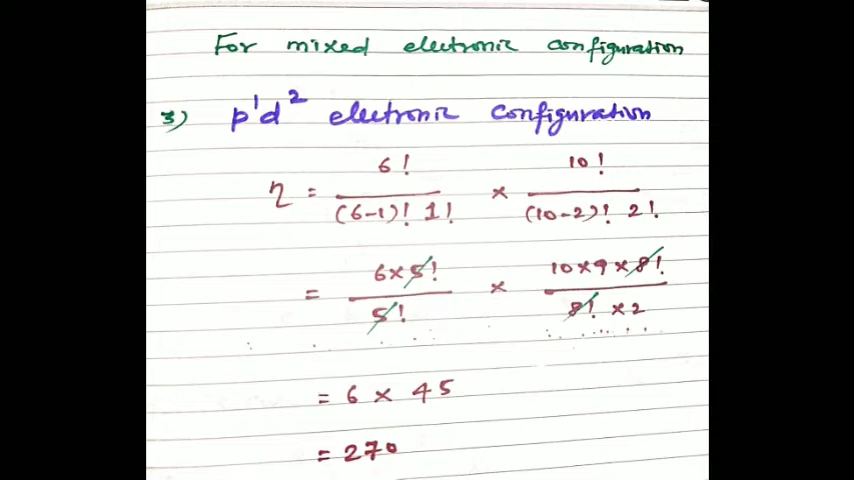 For mixed electronic configuration
3) p¹d² electronic configuration
η = 6! / (6-1)! 1! × 10! / (10-2)! 2!
= 6×5! / 5! × 10×9×8! / 8! ×2
= 6 × 45
= 270